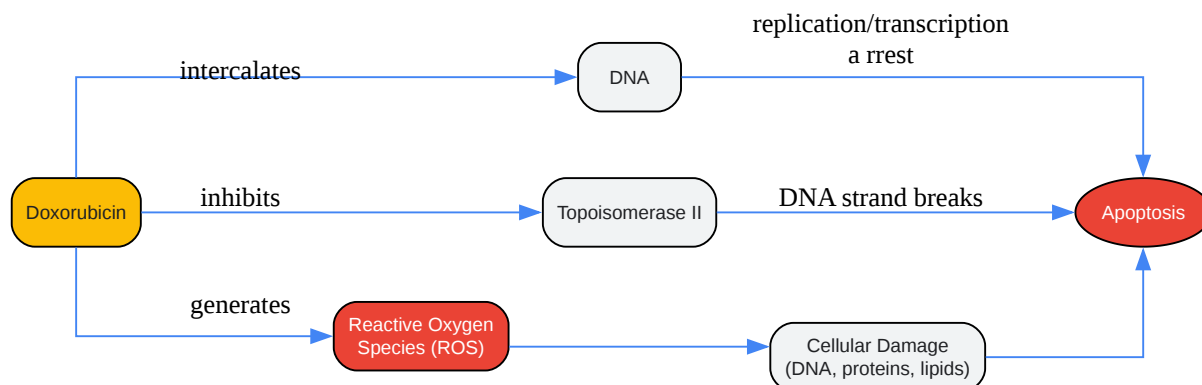 replication/transcription
a rrest
intercalates
DNA
Doxorubicin
inhibits
Topoisomerase II
DNA strand breaks
Apoptosis
generates
Reactive Oxygen
Species (ROS)
Cellular Damage
(DNA, proteins, lipids)